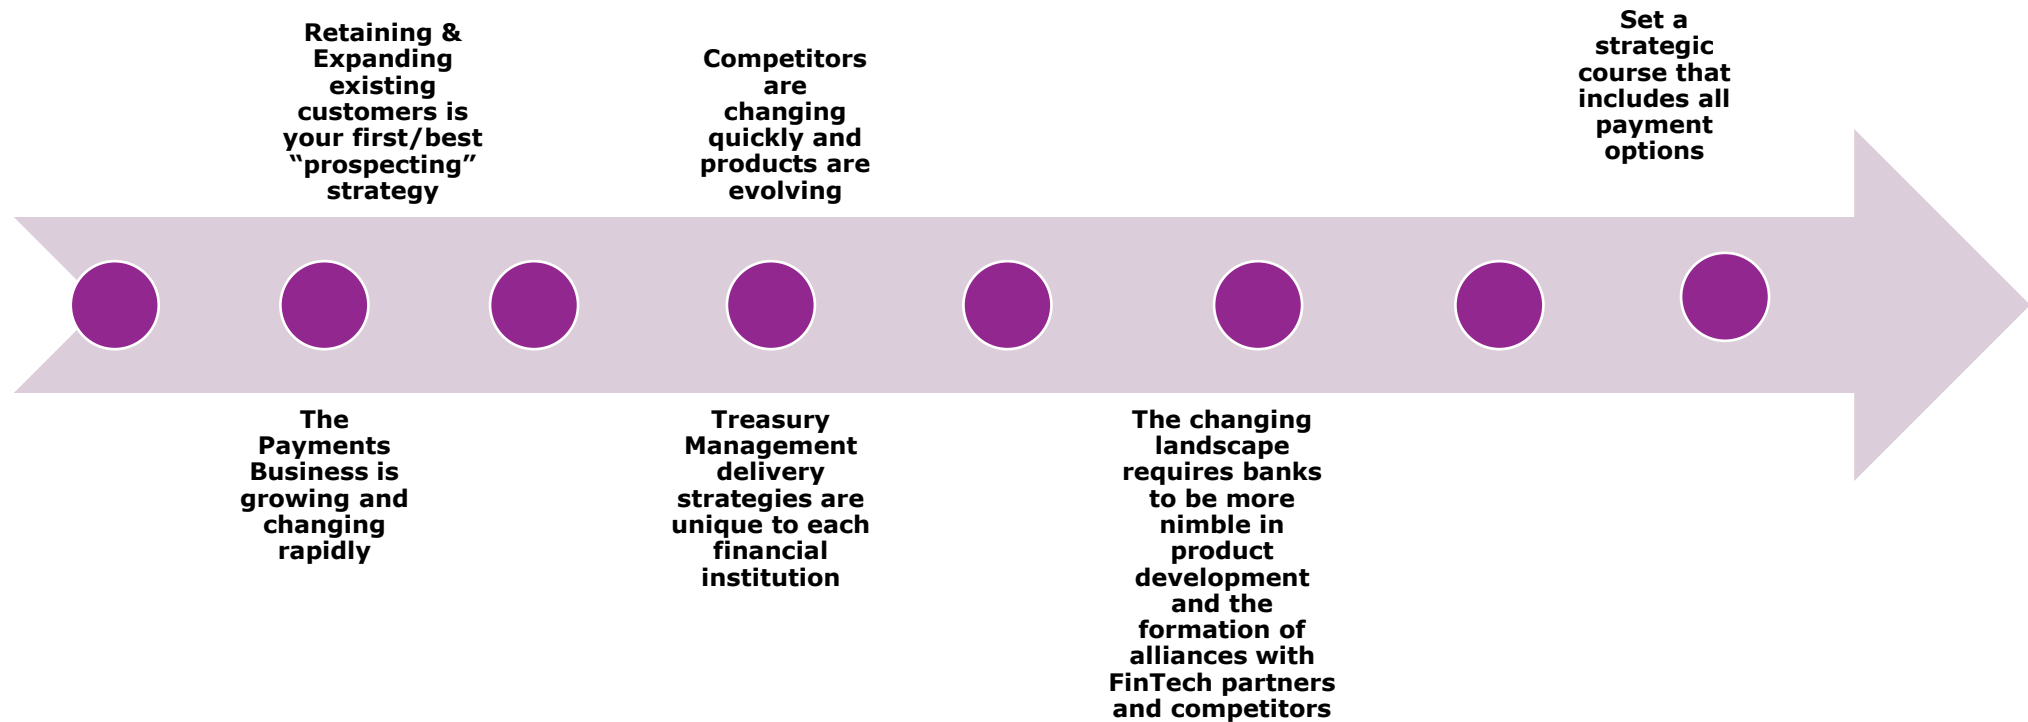 Retaining &
Expanding
existing
customers is
your first/best
“prospecting”
strategy
Competitors
are
changing
quickly and
products are
evolving
Set a
strategic
course that
includes all
payment
options
The
Payments
Business is
growing and
changing
rapidly
Treasury
Management
delivery
strategies are
unique to each
financial
institution
The changing
landscape
requires banks
to be more
nimble in
product
development
and the
formation of
alliances with
FinTech partners
and competitors